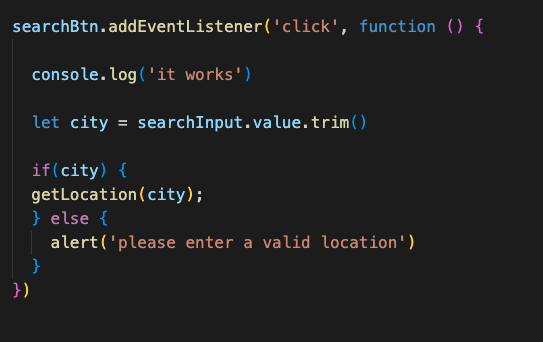 searchBtn.addEventListener('click', function () {
console.log('it works')
let city = searchInput.value.trim()
if(city) {
getLocation(city);
} else {
alert('please enter a valid location')
}
})